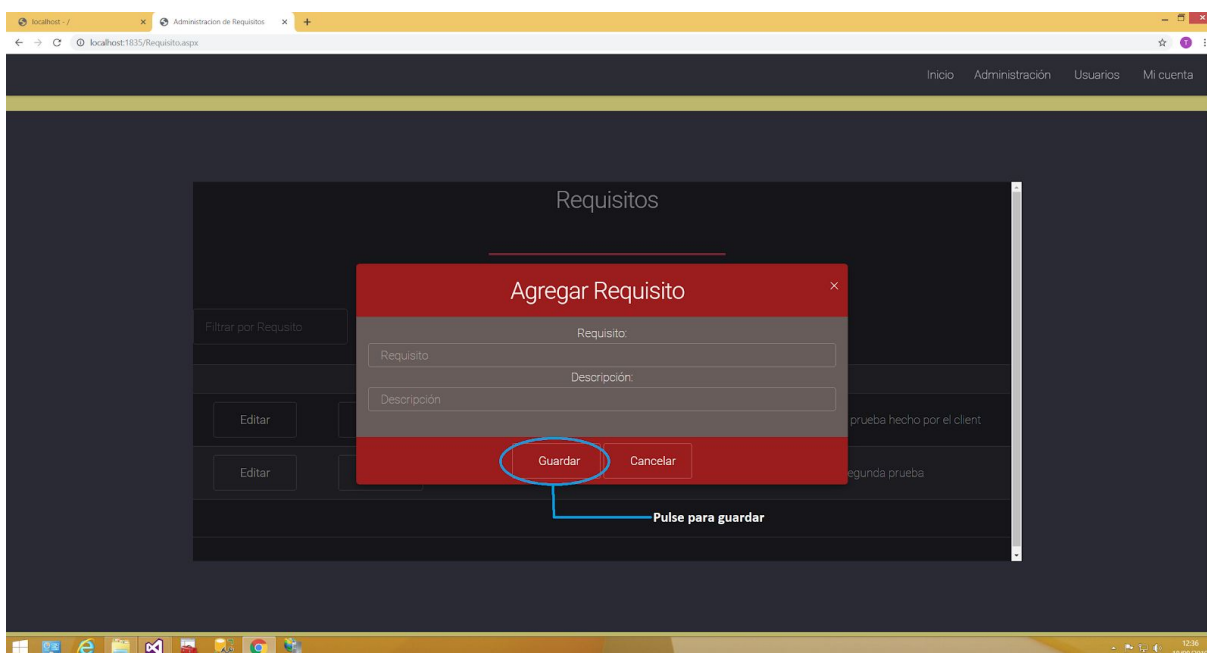 localhost - /
Administracion de Requisitos
localhost:1835/Requisito.aspx
Inicio Administración Usuarios Mi cuenta
Requisitos
Agregar Requisito
Filtrar por Requsito
Requisito:
Requisito
Descripción:
Descripción
Editar
prueba hecho por el client
Guardar Cancelar
Editar
egunda prueba
Pulse para guardar
12:36